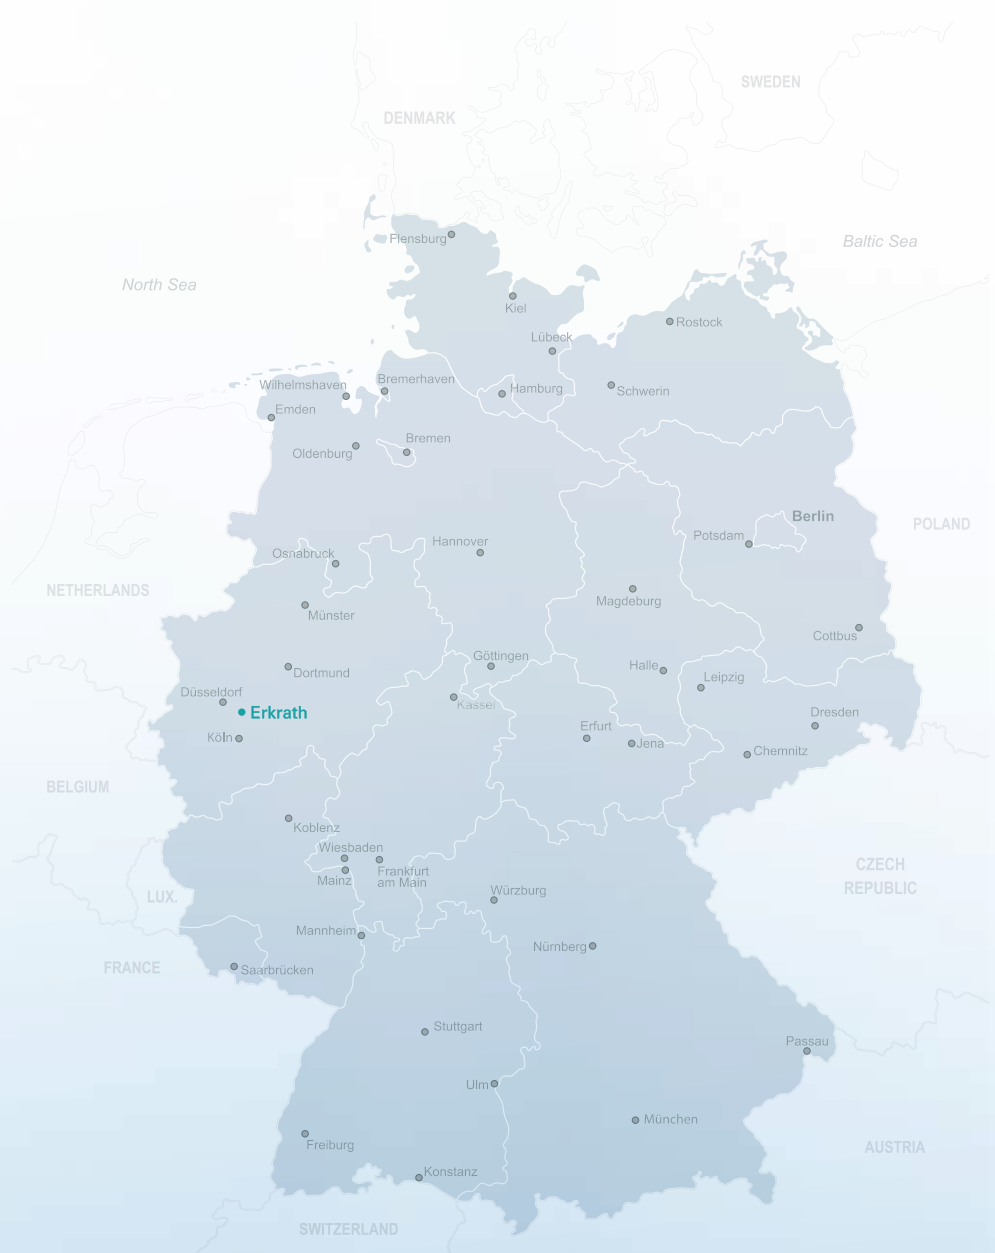 SWEDEN
DENMARK
Flensburg
Baltic Sea
North Sea
Kiel
Rostock
Lübeck
Bremerhaven
Wilhelmshaven
Hamburg
Schwerin
Emden
Bremen
Oldenburg
Berlin
POLAND
Potsdam
Hannover
Osnabruck
NETHERLANDS
Magdeburg
Münster
Cottbus
Göttingen
Halle
Dortmund
Leipzig
Düsseldorf
Kassel
Erkrath
Dresden
Erfurt
Köln
Jena
Chemnitz
BELGIUM
Koblenz
Wiesbaden
CZECH
REPUBLIC
Frankfurt
am Main
Mainz
Würzburg
LUX.
Mannheim
Nürnberg
FRANCE
Saarbrücken
Stuttgart
Passau
Ulm
München
Freiburg
AUSTRIA
Konstanz
SWITZERLAND